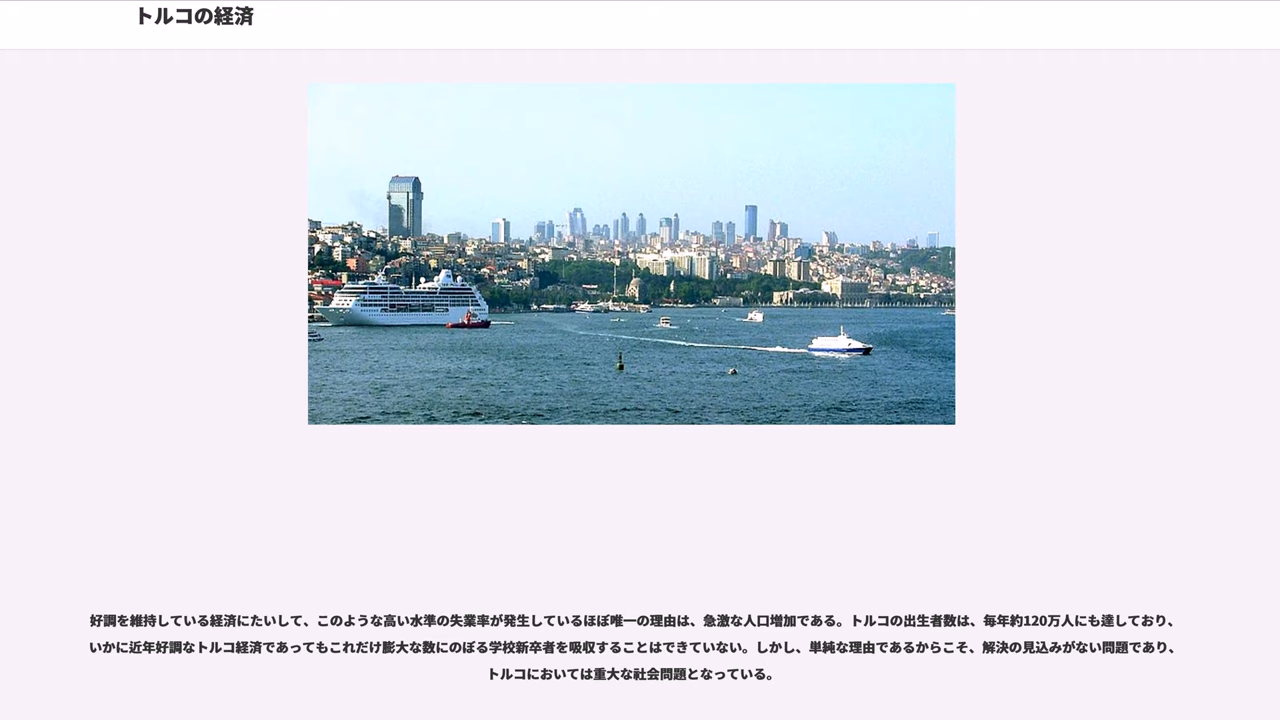 トルコの経済
好調を維持している経済にたいして、このような高い水準の失業率が発生しているほぼ唯一の理由は、急激な人口増加である。トルコの出生者数は、毎年約120万人にも達しており、
いかに近年好調なトルコ経済であってもこれだけ膨大な数にのぼる学校新卒者を吸収することはできていない。しかし、単純な理由であるからこそ、解決の見込みがない問題であり、
トルコにおいては重大な社会問題となっている。